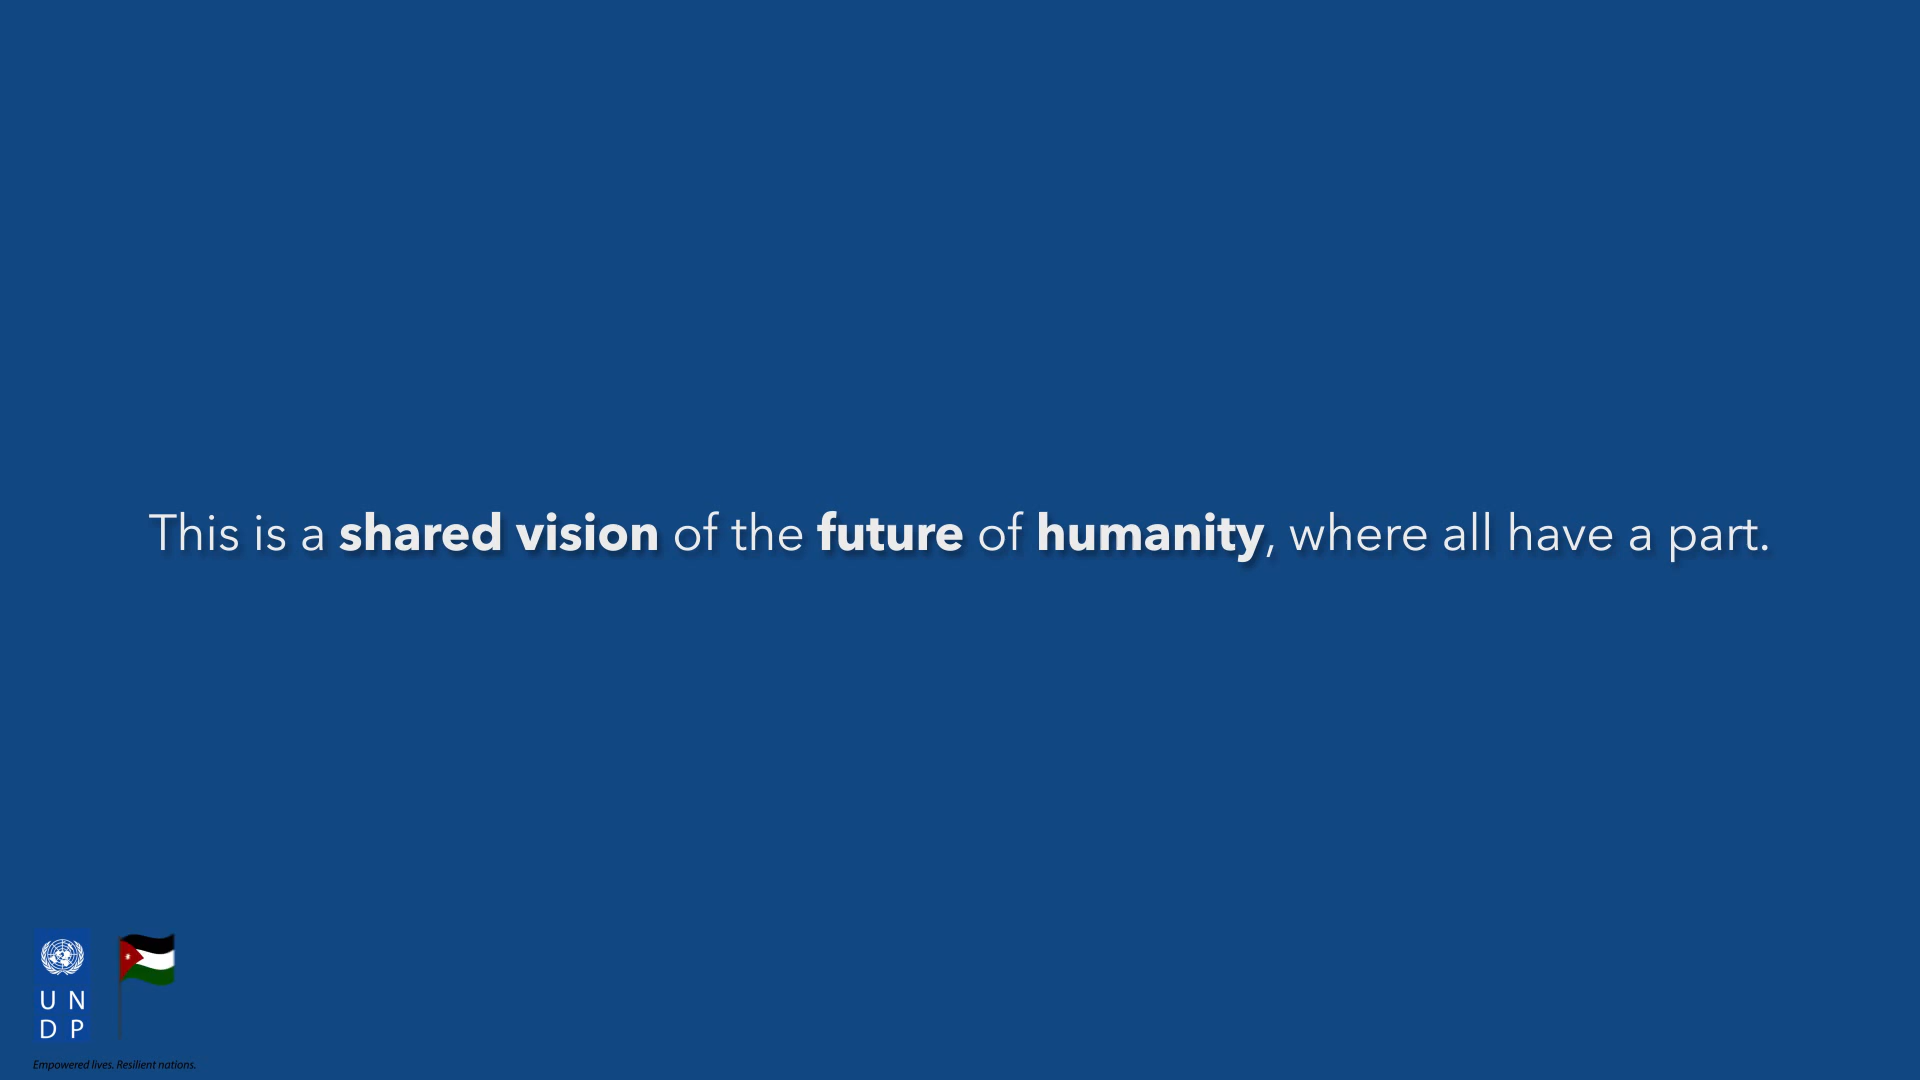 This is a shared vision of the future of humanity, where all have a part.
U N
D P
Empowered lives. Resilient nations.